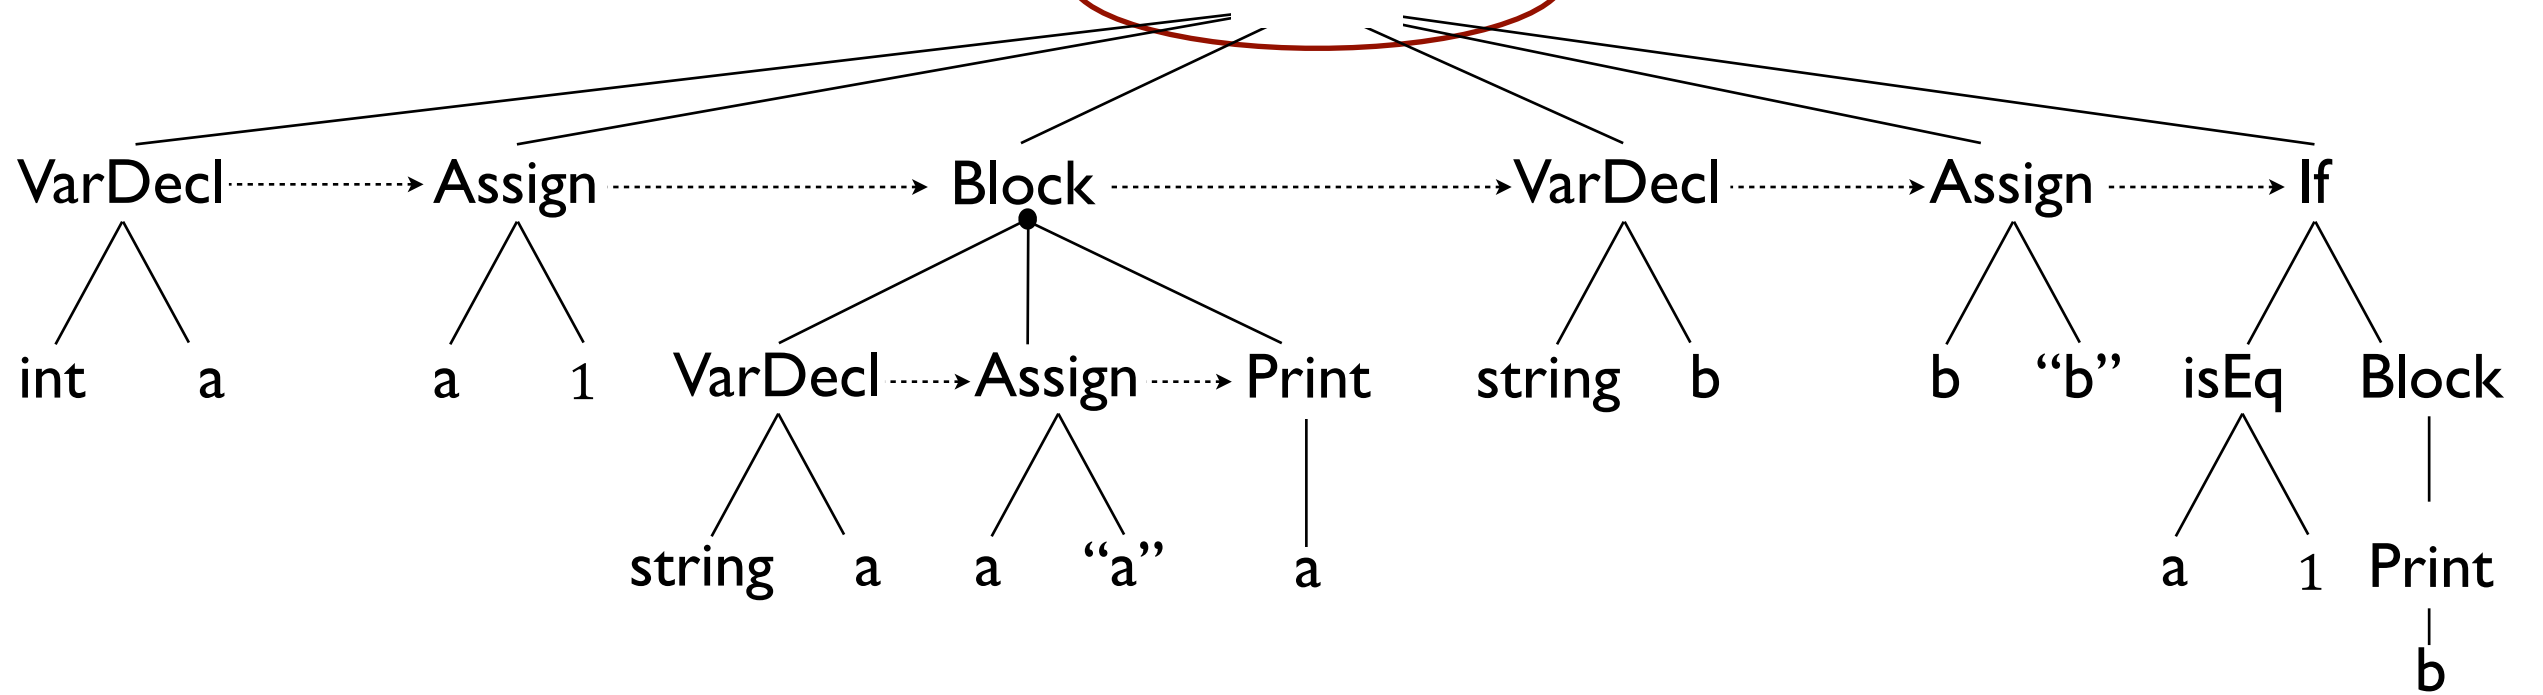 VarDecl Assign Block VarDecl Assign If
int a a 1 VarDecl Assign Print string b b “b” isEq Block
string a a “a” a a 1 Print
b